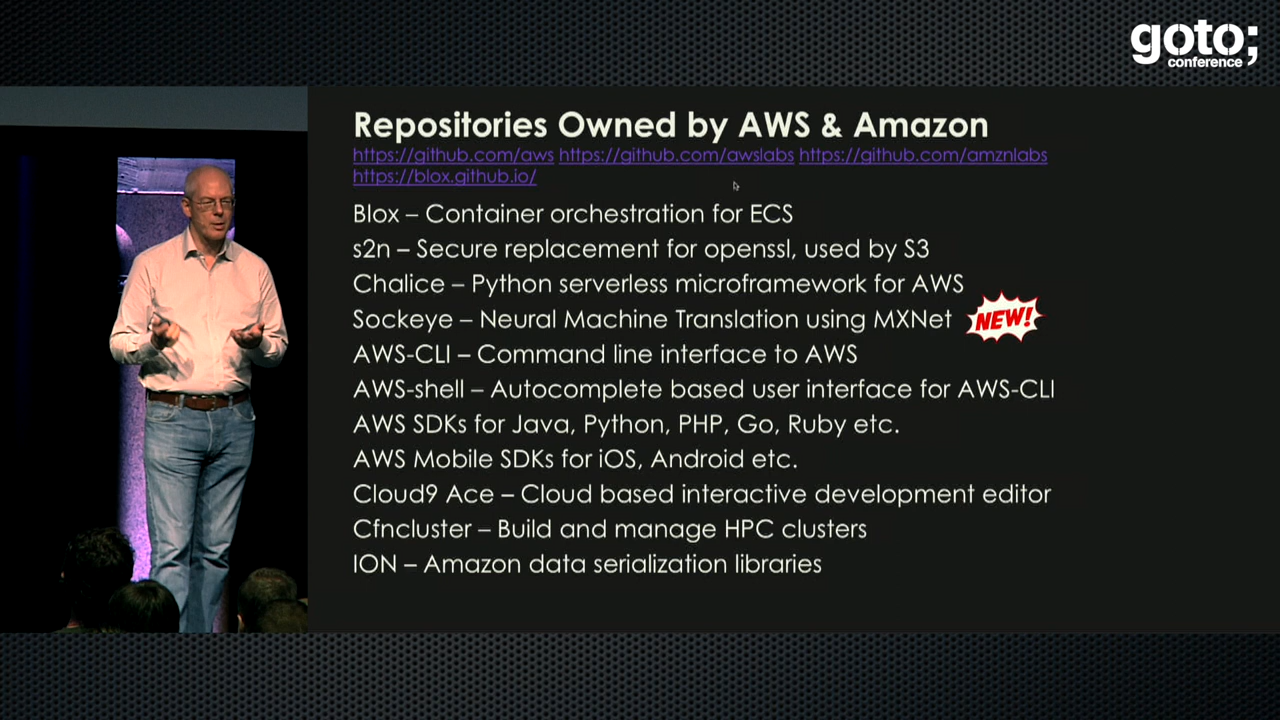 goto;
conference
Repositories Owned by AWS & Amazon
https://github.com/aws https://github.com/awslabs https://github.com/amznlabs
https://blox.github.io/
Blox – Container orchestration for ECS
s2n – Secure replacement for openssl, used by S3
Chalice – Python serverless microframework for AWS
Sockeye – Neural Machine Translation using MXNet NEW!
AWS-CLI – Command line interface to AWS
AWS-shell – Autocomplete based user interface for AWS-CLI
AWS SDKs for Java, Python, PHP, Go, Ruby etc.
AWS Mobile SDKs for iOS, Android etc.
Cloud9 Ace – Cloud based interactive development editor
Cfncluster – Build and manage HPC clusters
ION – Amazon data serialization libraries